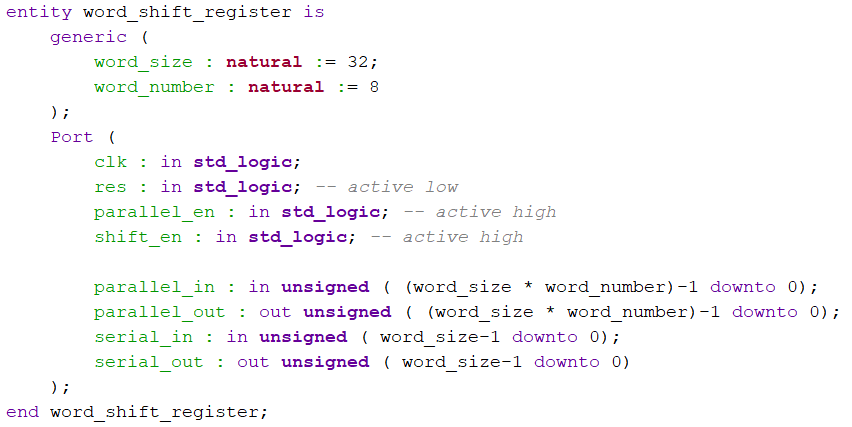 entity word_shift_register is
    generic (
        word_size : natural := 32;
        word_number : natural := 8
    );
    Port (
        clk : in std_logic;
        res : in std_logic; -- active low
        parallel_en : in std_logic; -- active high
        shift_en : in std_logic; -- active high

        parallel_in : in unsigned ( (word_size * word_number)-1 downto 0);
        parallel_out : out unsigned ( (word_size * word_number)-1 downto 0);
        serial_in : in unsigned ( word_size-1 downto 0);
        serial_out : out unsigned ( word_size-1 downto 0)
    );
end word_shift_register;